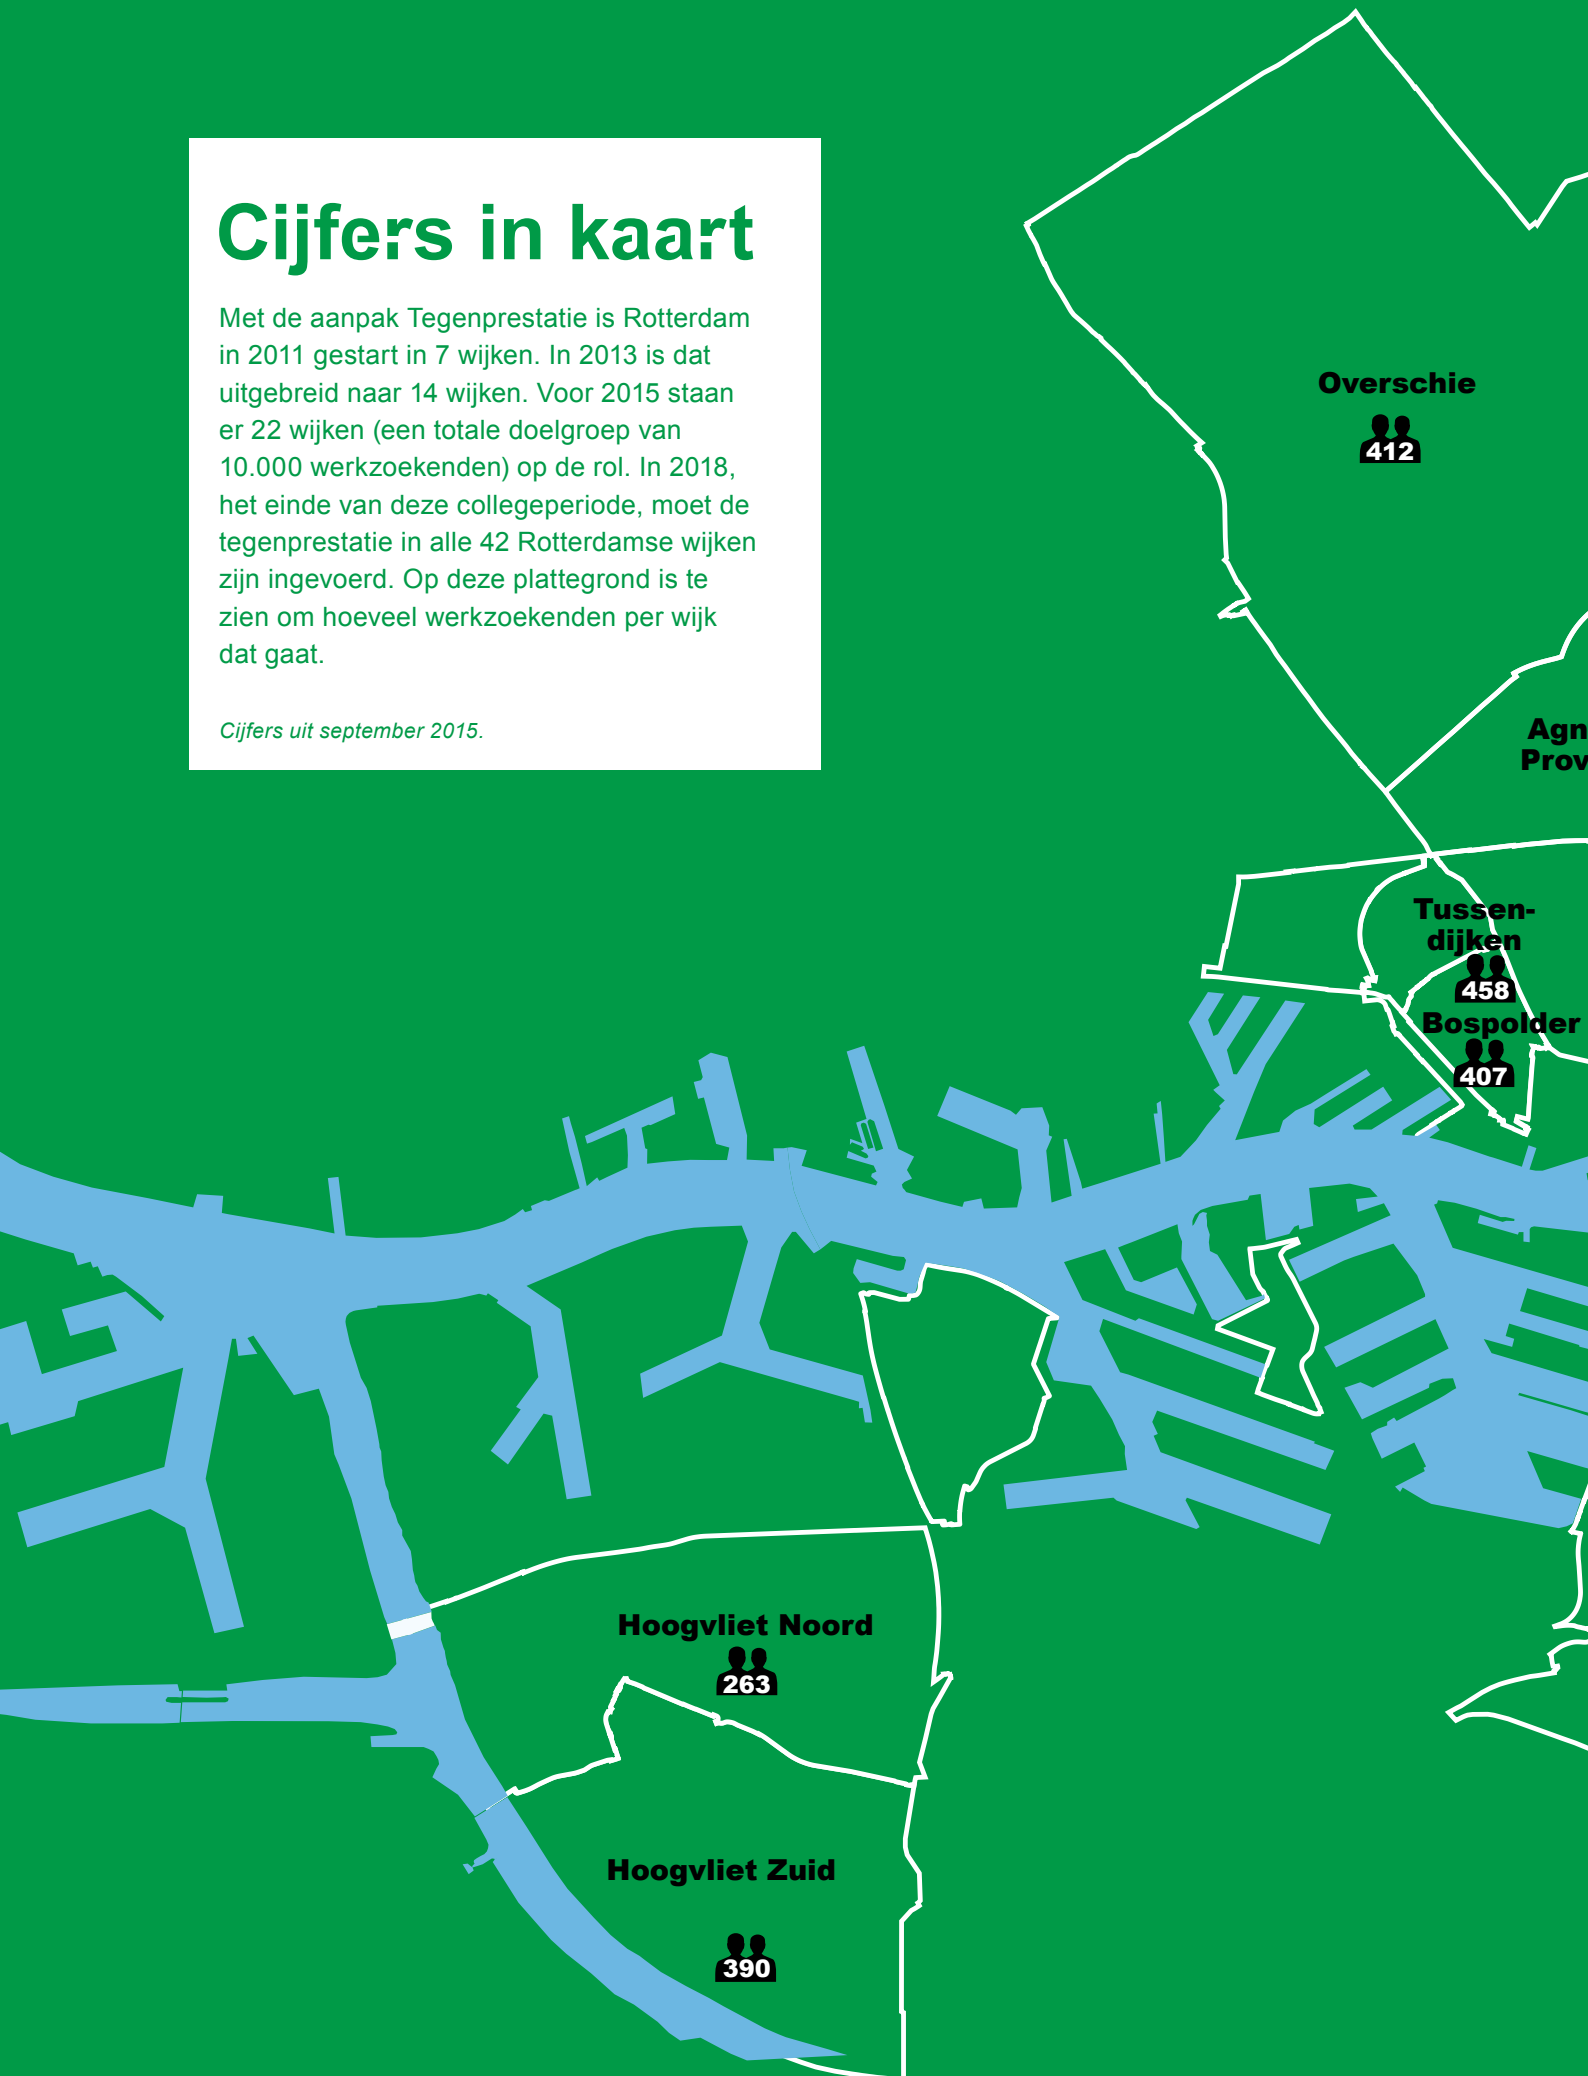 Cijfers in kaart
Met de aanpak Tegenprestatie is Rotterdam
in 2011 gestart in 7 wijken. In 2013 is dat
uitgebreid naar 14 wijken. Voor 2015 staan
er 22 wijken (een totale doelgroep van
10.000 werkzoekenden) op de rol. In 2018,
het einde van deze collegeperiode, moet de
tegenprestatie in alle 42 Rotterdamse wijken
zijn ingevoerd. Op deze plattegrond is te
zien om hoeveel werkzoekenden per wijk
dat gaat.
Cijfers uit september 2015.
Overschie
412
Agn
Prov
Tussen-
dijken
458
Bospolder
407
Hoogvliet Noord
263
Hoogvliet Zuid
390